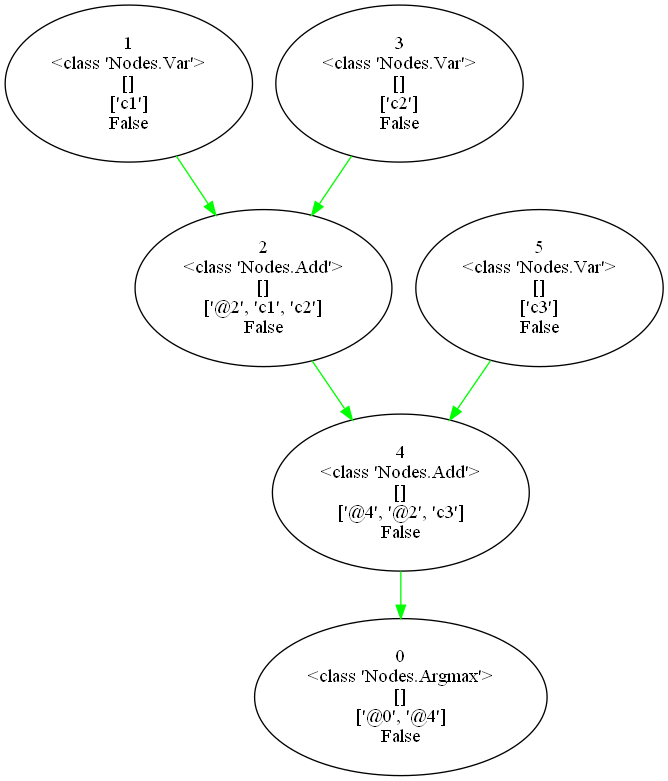 1
<class 'Nodes.Var'>
[]
['c1']
False
3
<class 'Nodes.Var'>
[]
['c2']
False
2
<class 'Nodes.Add'>
[]
['@2', 'c1', 'c2']
False
5
<class 'Nodes.Var'>
[]
['c3']
False
4
<class 'Nodes.Add'>
[]
['@4', '@2', 'c3']
False
0
<class 'Nodes.Argmax'>
[]
['@0', '@4']
False